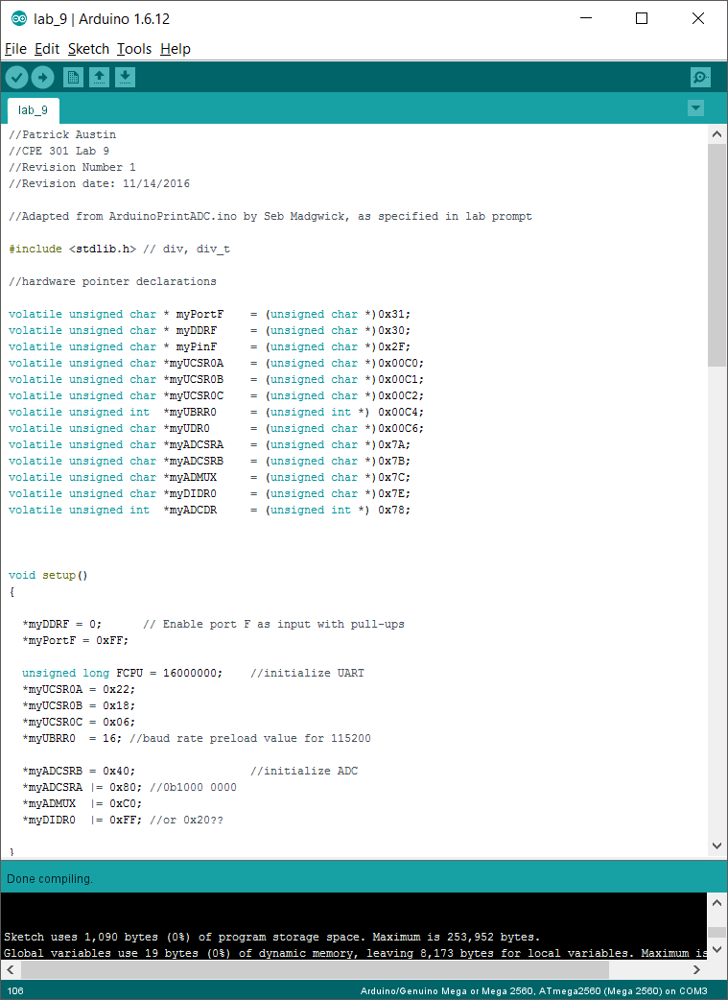 lab_9 | Arduino 1.6.12
File Edit Sketch Tools Help
lab_9
//Patrick Austin
//CPE 301 Lab 9
//Revision Number 1
//Revision date: 11/14/2016
//Adapted from ArduinoPrintADC.ino by Seb Madgwick, as specified in lab prompt
#include <stdlib.h> // div, div_t
//hardware pointer declarations
volatile unsigned char * myPortF    = (unsigned char *)0x31;
volatile unsigned char * myDDRF     = (unsigned char *)0x30;
volatile unsigned char * myPinF     = (unsigned char *)0x2F;
volatile unsigned char *myUCSR0A    = (unsigned char *)0x00C0;
volatile unsigned char *myUCSR0B    = (unsigned char *)0x00C1;
volatile unsigned char *myUCSR0C    = (unsigned char *)0x00C2;
volatile unsigned int  *myUBRR0     = (unsigned int *) 0x00C4;
volatile unsigned char *myUDR0      = (unsigned char *)0x00C6;
volatile unsigned char *myADCSRA    = (unsigned char *)0x7A;
volatile unsigned char *myADCSRB    = (unsigned char *)0x7B;
volatile unsigned char *myADMUX     = (unsigned char *)0x7C;
volatile unsigned char *myDIDR0     = (unsigned char *)0x7E;
volatile unsigned int  *myADCDR     = (unsigned int *) 0x78;
void setup()
{
  *myDDRF = 0;      // Enable port F as input with pull-ups
  *myPortF = 0xFF;
  unsigned long FCPU = 16000000;    //initialize UART
  *myUCSR0A = 0x22;
  *myUCSR0B = 0x18;
  *myUCSR0C = 0x06;
  *myUBRR0  = 16; //baud rate preload value for 115200
  *myADCSRB = 0x40;                 //initialize ADC
  *myADCSRA |= 0x80; //0b1000 0000
  *myADMUX  |= 0xC0;
  *myDIDR0  |= 0xFF; //or 0x20??
}
Done compiling.
Sketch uses 1,090 bytes (0%) of program storage space. Maximum is 253,952 bytes.
Global variables use 19 bytes (0%) of dynamic memory, leaving 8,173 bytes for local variables. Maximum is
106
Arduino/Genuino Mega or Mega 2560, ATmega2560 (Mega 2560) on COM3